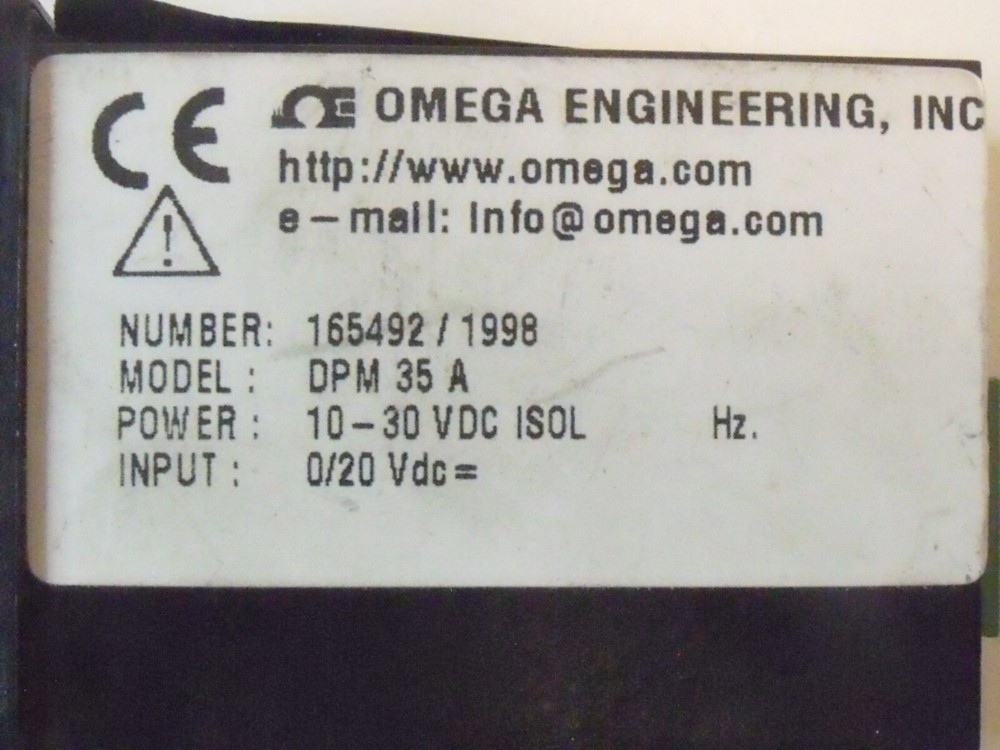 CE OMEGA ENGINEERING, INC
http://www.omega.com
e-mail: Info@omega.com
NUMBER: 165492 / 1998
MODEL : DPM 35 A
POWER : 10-30 VDC ISOL Hz.
INPUT : 0/20 Vdc=